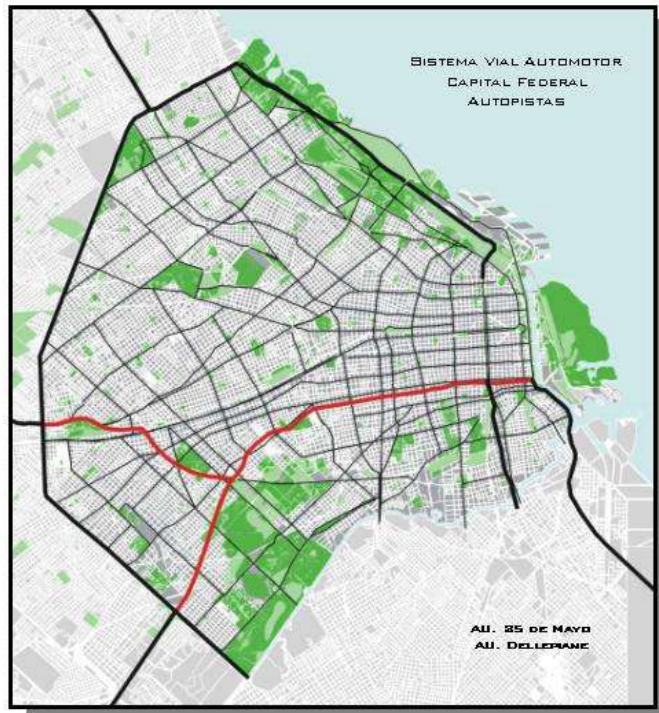 SISTEMA VIAL AUTOMOTOR
CAPITAL FEDERAL
AUTOPISTAS
AU. 25 DE MAYO
AU. DELLEPIANE